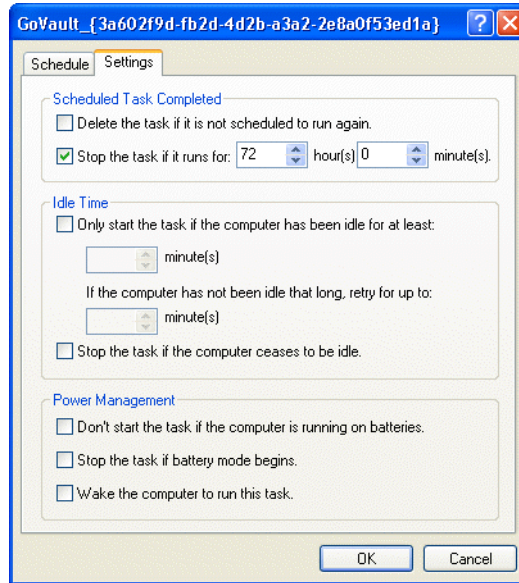 GoVault_{3a602f9d-fb2d-4d2b-a3a2-2e8a0f53ed1a}
Schedule Settings
Scheduled Task Completed
Delete the task if it is not scheduled to run again.
Stop the task if it runs for: 72 hour(s) 0 minute(s).
Idle Time
Only start the task if the computer has been idle for at least:
minute(s)
If the computer has not been idle that long, retry for up to:
minute(s)
Stop the task if the computer ceases to be idle.
Power Management
Don't start the task if the computer is running on batteries.
Stop the task if battery mode begins.
Wake the computer to run this task.
OK Cancel